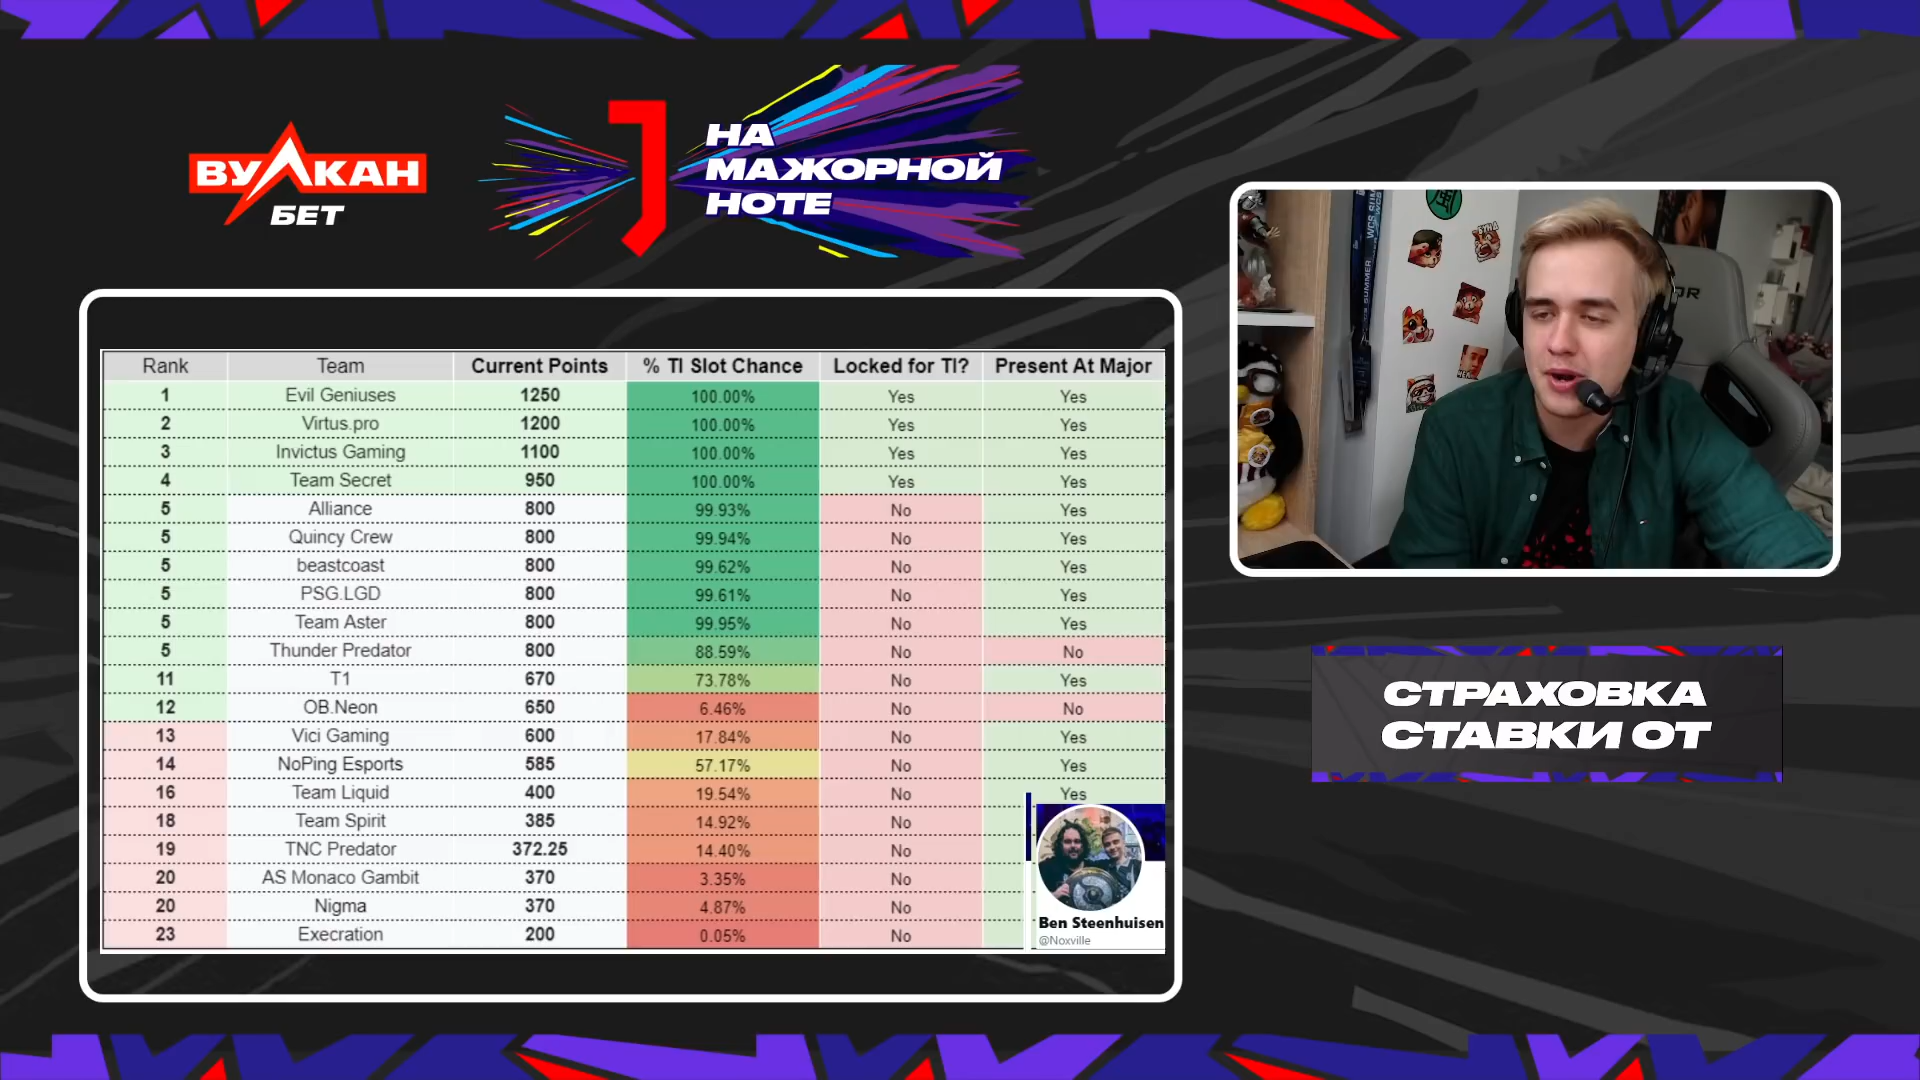 ВУЛКАН
БЕТ
НА
МАЖОРНОЙ
НОТЕ
Rank Team Current Points % TI Slot Chance Locked for TI? Present At Major
1 Evil Geniuses 1250 100.00% Yes Yes
2 Virtus.pro 1200 100.00% Yes Yes
3 Invictus Gaming 1100 100.00% Yes Yes
4 Team Secret 950 100.00% Yes Yes
5 Alliance 800 99.93% No Yes
5 Quincy Crew 800 99.94% No Yes
5 beastcoast 800 99.62% No Yes
5 PSG.LGD 800 99.61% No Yes
5 Team Aster 800 99.95% No Yes
5 Thunder Predator 800 88.59% No No
11 T1 670 73.78% No Yes
12 OB.Neon 650 6.46% No No
13 Vici Gaming 600 17.84% No Yes
14 NoPing Esports 585 57.17% No Yes
16 Team Liquid 400 19.54% No Yes
18 Team Spirit 385 14.92% No
19 TNC Predator 372.25 14.40% No
20 AS Monaco Gambit 370 3.35% No
20 Nigma 370 4.87% No
23 Execration 200 0.05% No
Ben Steenhuisen
@Noxville
WCS SUMMER
СТРАХОВКА
СТАВКИ ОТ